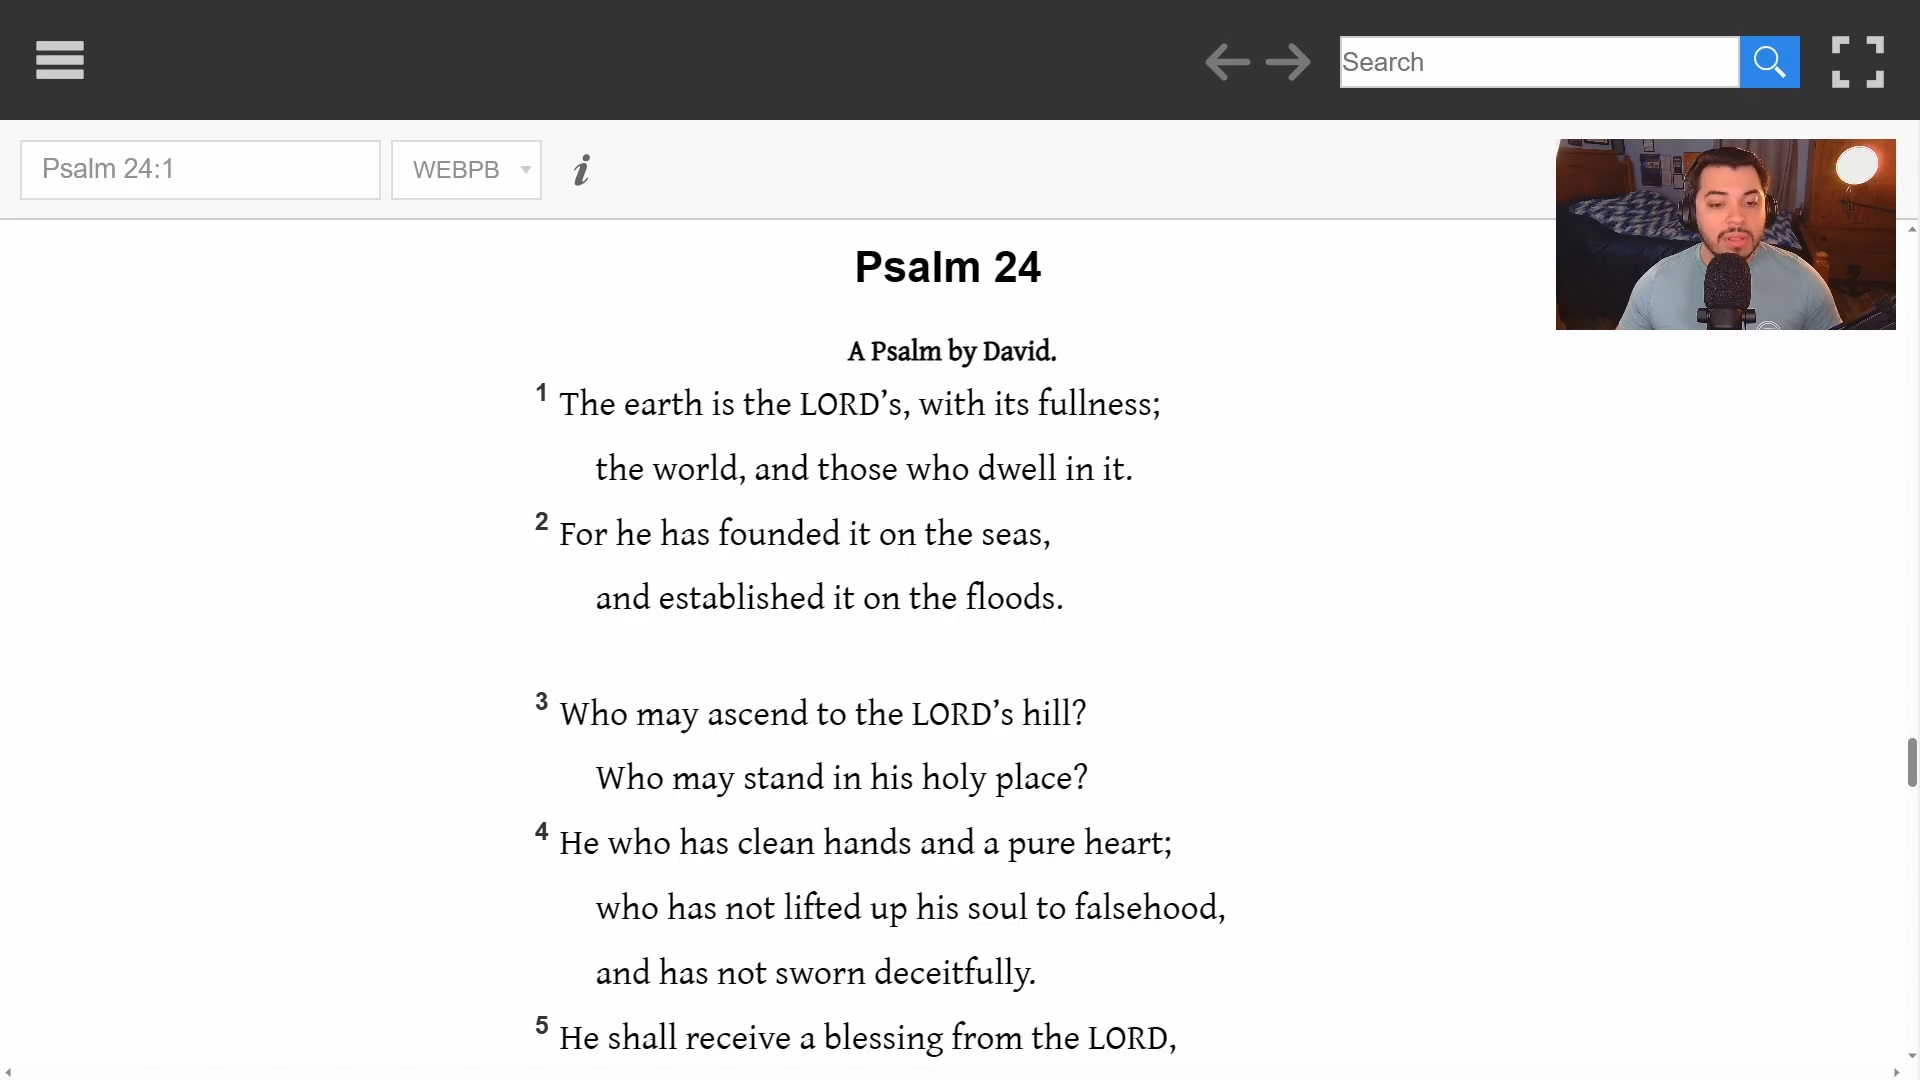 Search
Psalm 24:1
WEBPB
i
Psalm 24
A Psalm by David.
1 The earth is the LORD’s, with its fullness;
the world, and those who dwell in it.
2 For he has founded it on the seas,
and established it on the floods.
3 Who may ascend to the LORD’s hill?
Who may stand in his holy place?
4 He who has clean hands and a pure heart;
who has not lifted up his soul to falsehood,
and has not sworn deceitfully.
5 He shall receive a blessing from the LORD,